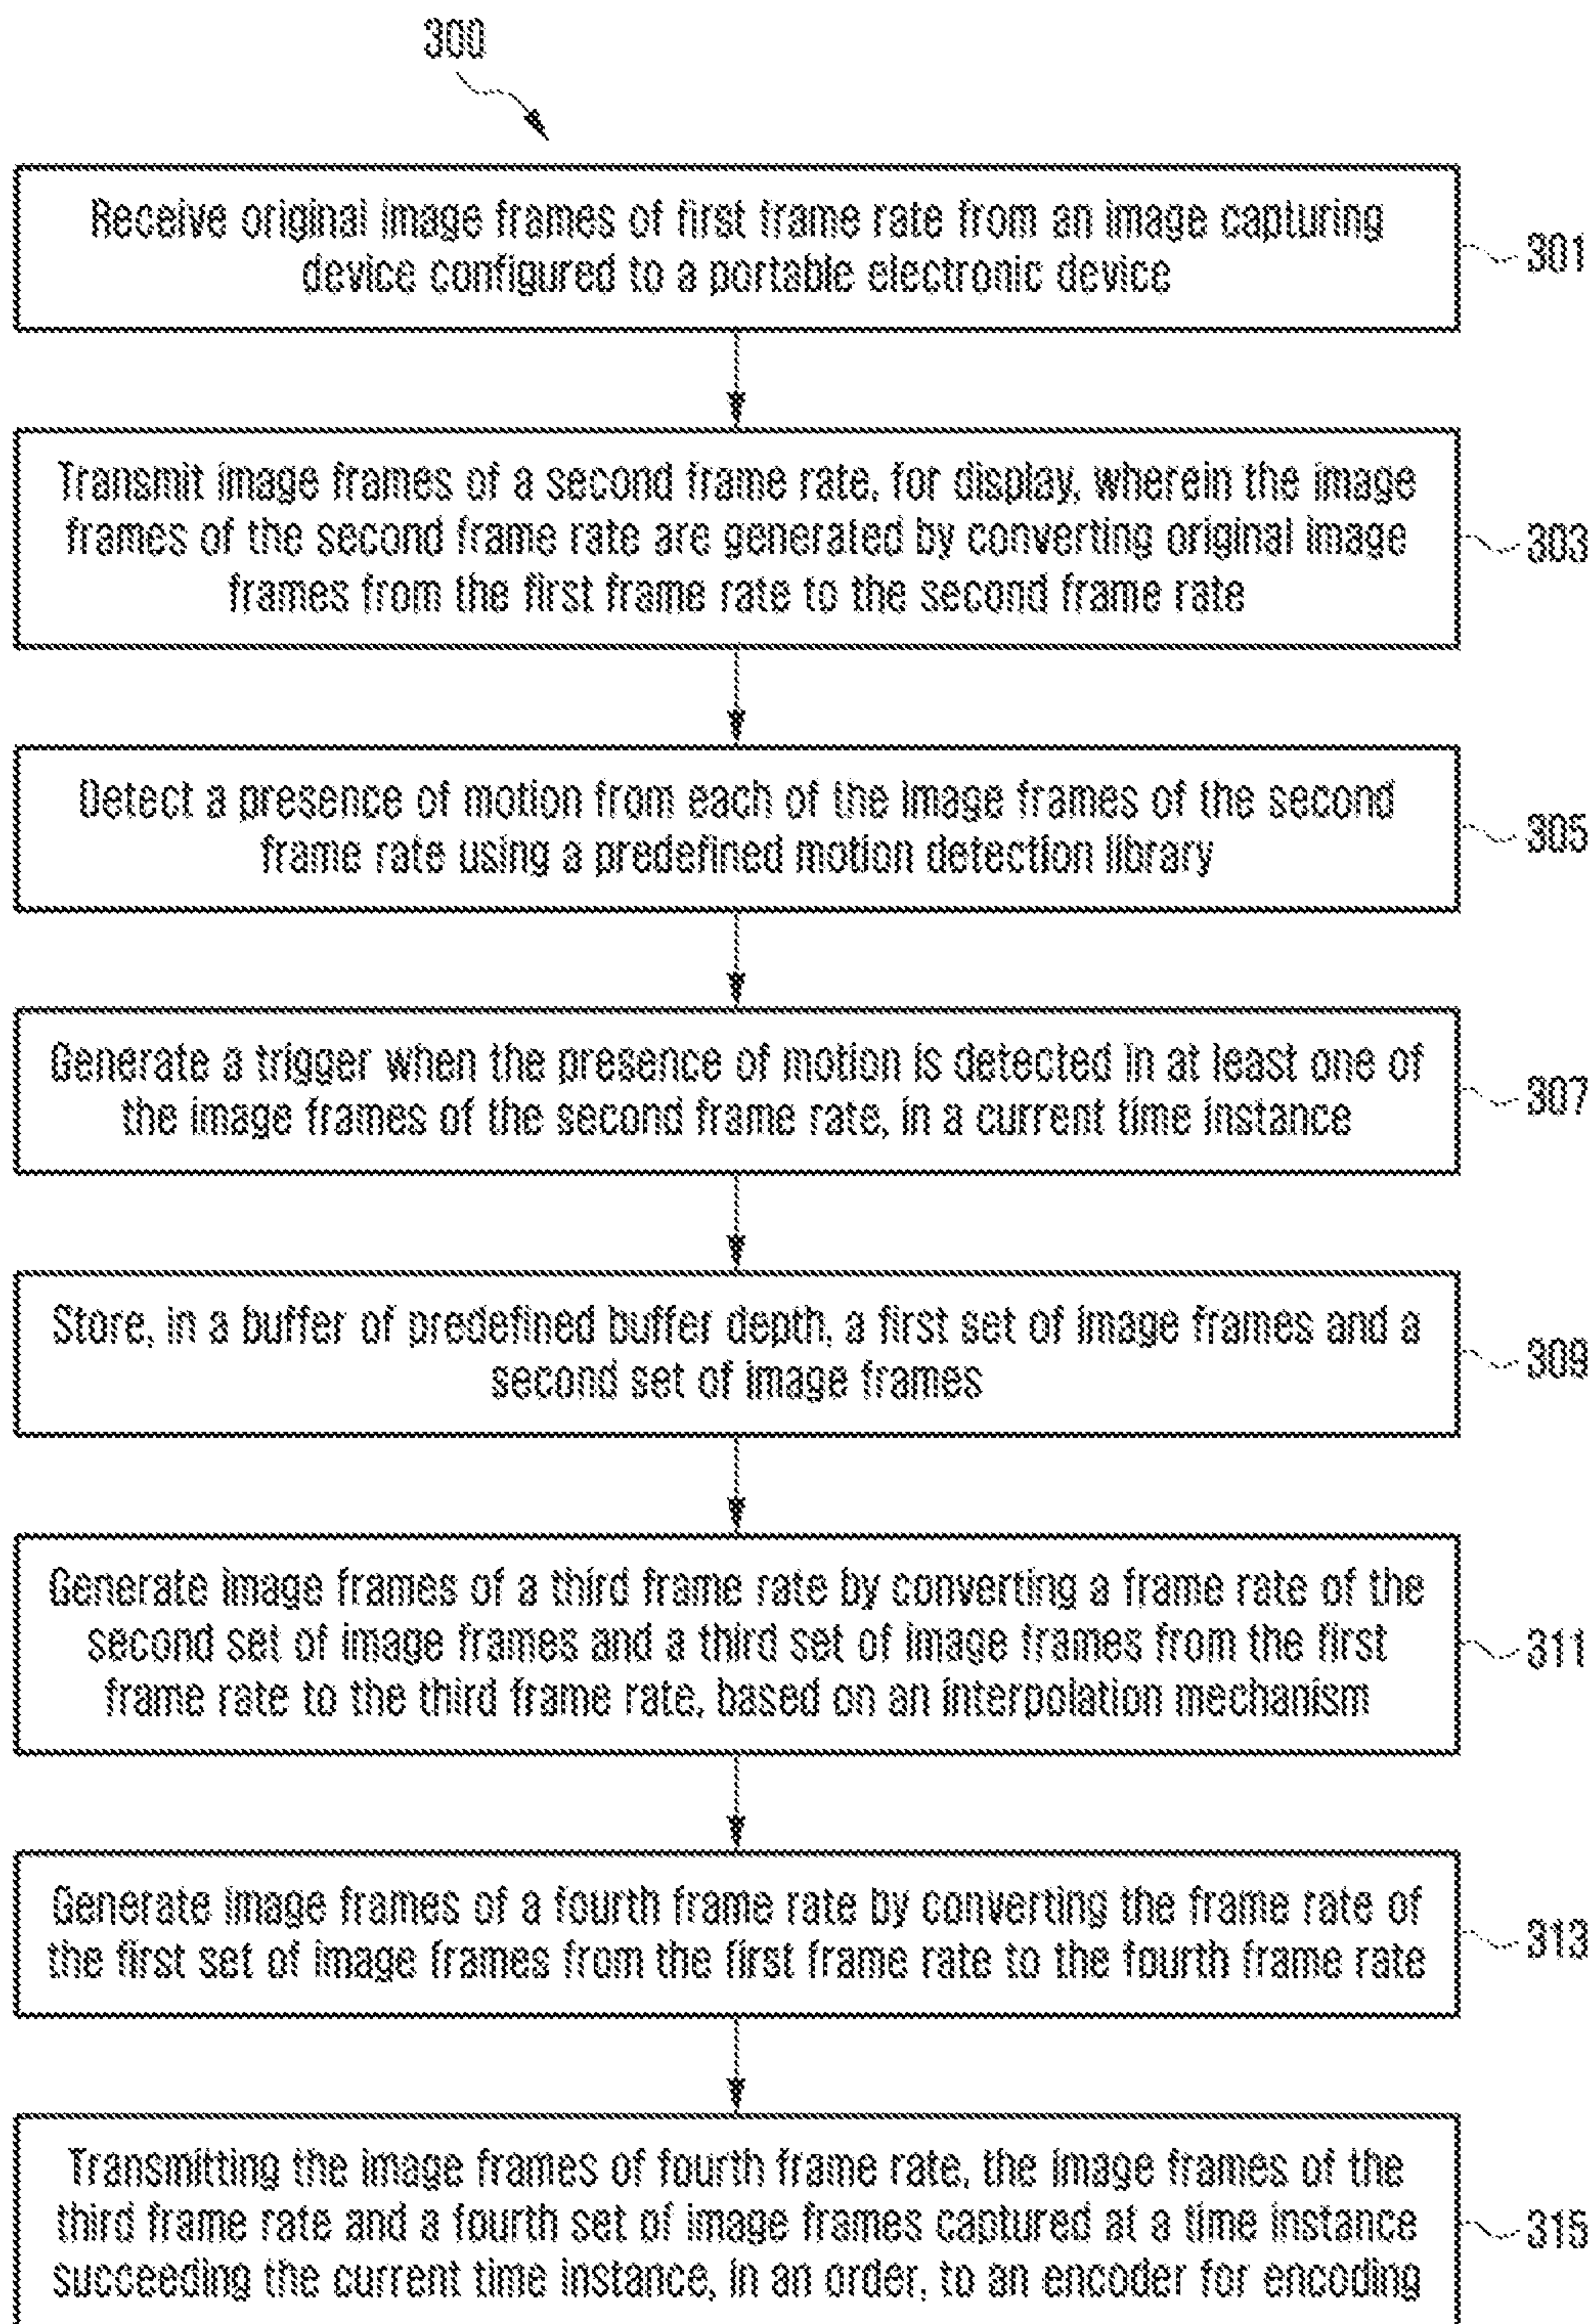 300
Receive original image frames of first frame rate from an image capturing
device configured to a portable electronic device
301
Transmit image frames of a second frame rate, for display, wherein the image
frames of the second frame rate are generated by converting original image
frames from the first frame rate to the second frame rate
303
Detect a presence of motion from each of the image frames of the second
frame rate using a predefined motion detection library
305
Generate a trigger when the presence of motion is detected in at least one of
the image frames of the second frame rate, in a current time instance
307
Store, in a buffer of predefined buffer depth, a first set of image frames and a
second set of image frames
309
Generate image frames of a third frame rate by converting a frame rate of the
second set of image frames and a third set of image frames from the first
frame rate to the third frame rate, based on an interpolation mechanism
311
Generate image frames of a fourth frame rate by converting the frame rate of
the first set of image frames from the first frame rate to the fourth frame rate
313
Transmitting the image frames of fourth frame rate, the image frames of the
third frame rate and a fourth set of image frames captured at a time instance
succeeding the current time instance, in an order, to an encoder for encoding
315